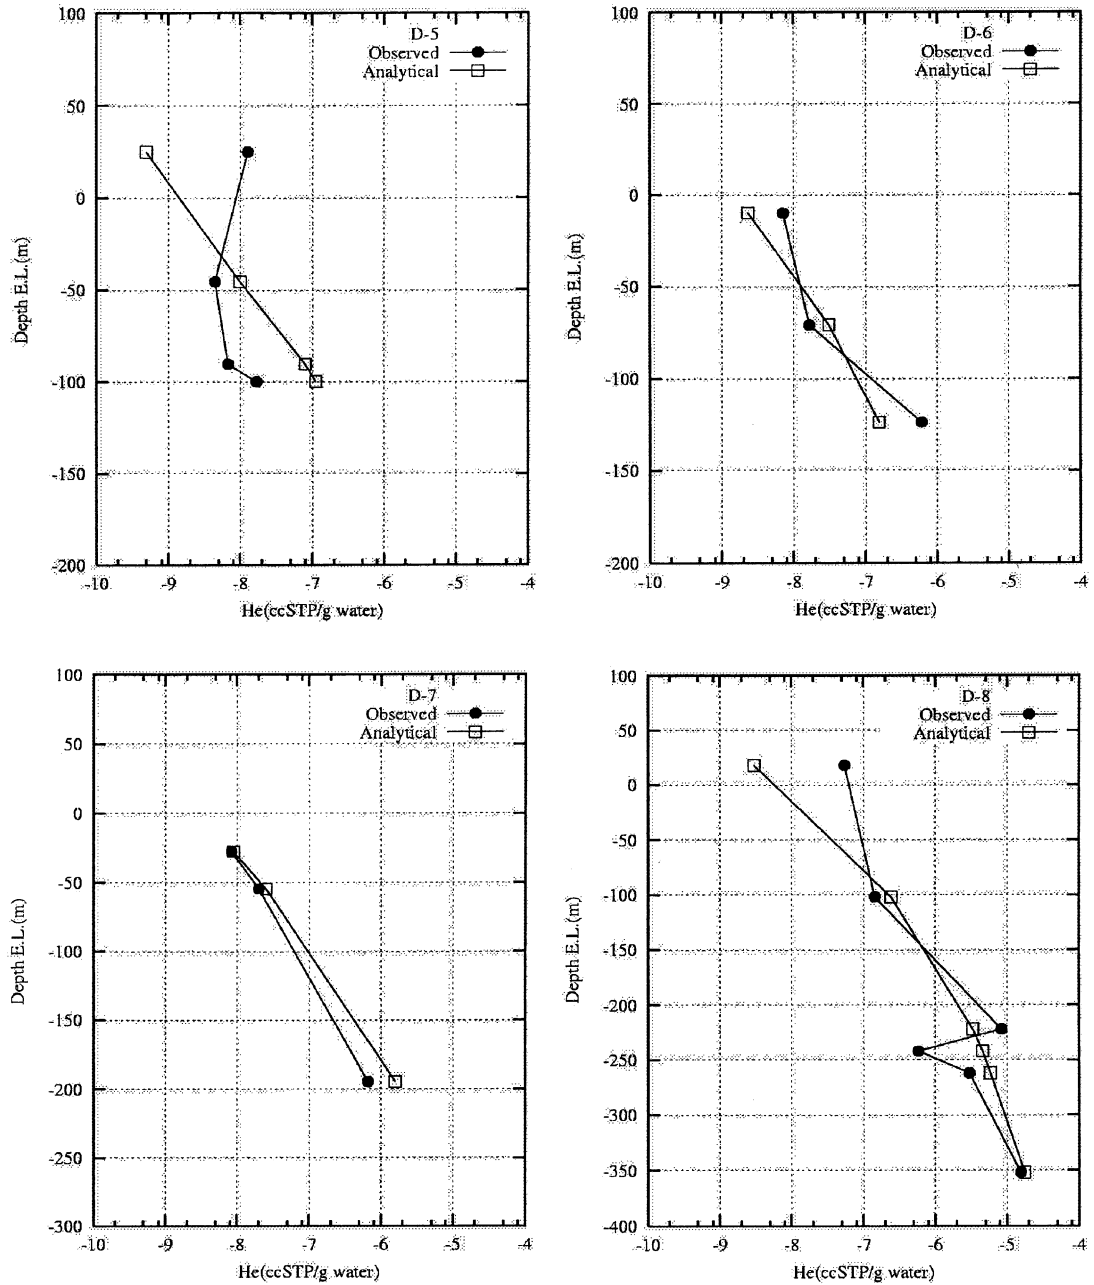 D-5
Observed
Analytical
100
50
0
-50
-100
-150
-200
Depth E.L.(m)
-10 -9 -8 -7 -6 -5 -4
He(ccSTP/g water)
D-6
Observed
Analytical
100
50
0
-50
-100
-150
-200
Depth E.L.(m)
-10 -9 -8 -7 -6 -5 -4
He(ccSTP/g water)
D-7
Observed
Analytical
100
50
0
-50
-100
-150
-200
-250
-300
Depth E.L.(m)
-10 -9 -8 -7 -6 -5 -4
He(ccSTP/g water)
D-8
Observed
Analytical
100
50
0
-50
-100
-150
-200
-250
-300
-350
-400
Depth E.L.(m)
-10 -9 -8 -7 -6 -5 -4
He(ccSTP/g water)